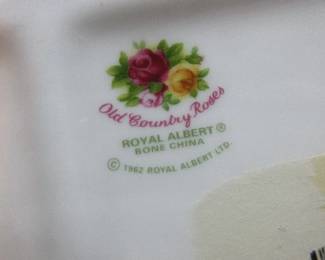 Old Country Roses
ROYAL ALBERT®
BONE CHINA
© 1962 ROYAL ALBERT LTD.